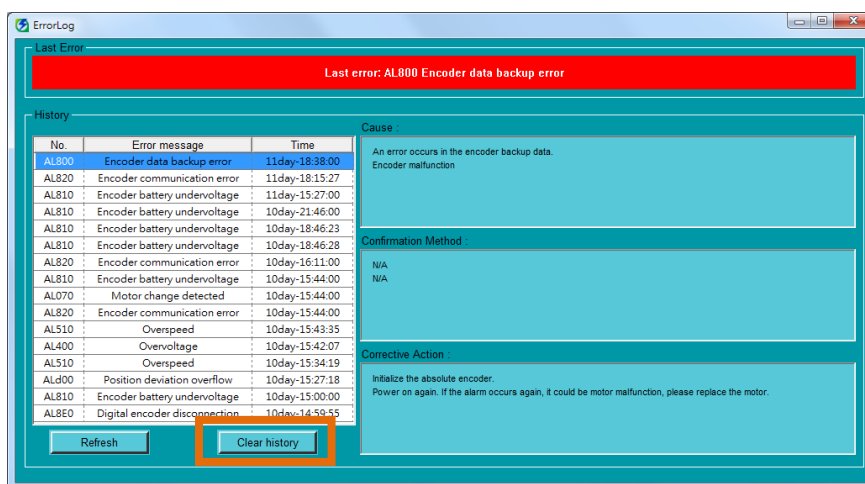 ErrorLog
Last Error
Last error: AL800 Encoder data backup error
History
No. Error message Time
AL800 Encoder data backup error 11day-18:38:00
AL820 Encoder communication error 11day-18:15:27
AL810 Encoder battery undervoltage 11day-15:27:00
AL810 Encoder battery undervoltage 10day-21:46:00
AL810 Encoder battery undervoltage 10day-18:46:23
AL810 Encoder battery undervoltage 10day-18:46:28
AL820 Encoder communication error 10day-16:11:00
AL810 Encoder battery undervoltage 10day-15:44:00
AL070 Motor change detected 10day-15:44:00
AL820 Encoder communication error 10day-15:44:00
AL510 Overspeed 10day-15:43:35
AL400 Overvoltage 10day-15:42:07
AL510 Overspeed 10day-15:34:19
ALd00 Position deviation overflow 10day-15:27:18
AL810 Encoder battery undervoltage 10day-15:00:00
AL8E0 Digital encoder disconnection 10day-14:59:55
Refresh
Clear history
Cause :
An error occurs in the encoder backup data.
Encoder malfunction
Confirmation Method :
N/A
N/A
Corrective Action :
Initialize the absolute encoder.
Power on again. If the alarm occurs again, it could be motor malfunction, please replace the motor.